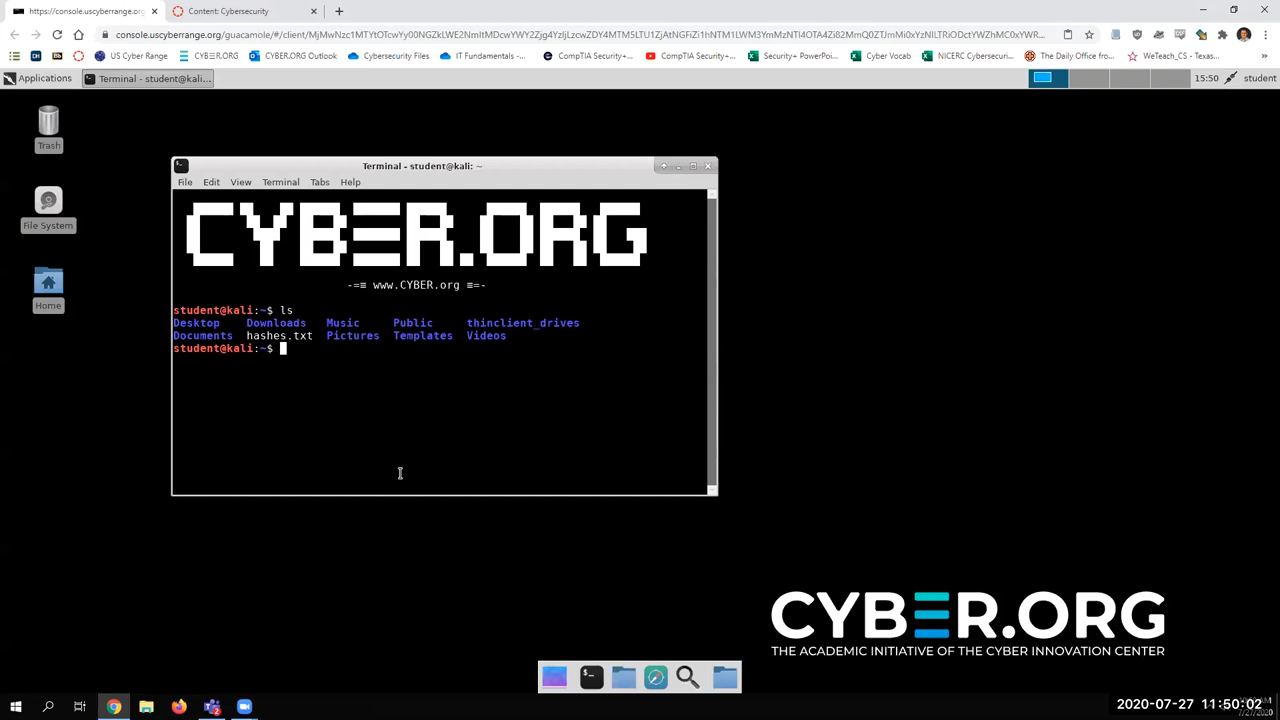 https://console.uscyberrange.org/
Content: Cybersecurity
console.uscyberrange.org/guacamole/#/client/
US Cyber Range
CYBΞR.ORG
CYBER.ORG Outlook
Cybersecurity Files
IT Fundamentals -...
CompTIA Security+...
CompTIA Security+...
Security+ PowerPoi...
Cyber Vocab
NICERC Cybersecuri...
The Daily Office fro...
WeTeach_CS - Texas...
Applications
Terminal - student@kali...
15:50
student
Trash
File System
Home
Terminal - student@kali: ~
File Edit View Terminal Tabs Help
CYBΞR.ORG
-=≡ www.CYBER.org ≡=-
student@kali:~$ ls
Desktop Downloads Music Public thinclient_drives
Documents hashes.txt Pictures Templates Videos
student@kali:~$
CYBΞR.ORG
THE ACADEMIC INITIATIVE OF THE CYBER INNOVATION CENTER
2020-07-27 11:50:02